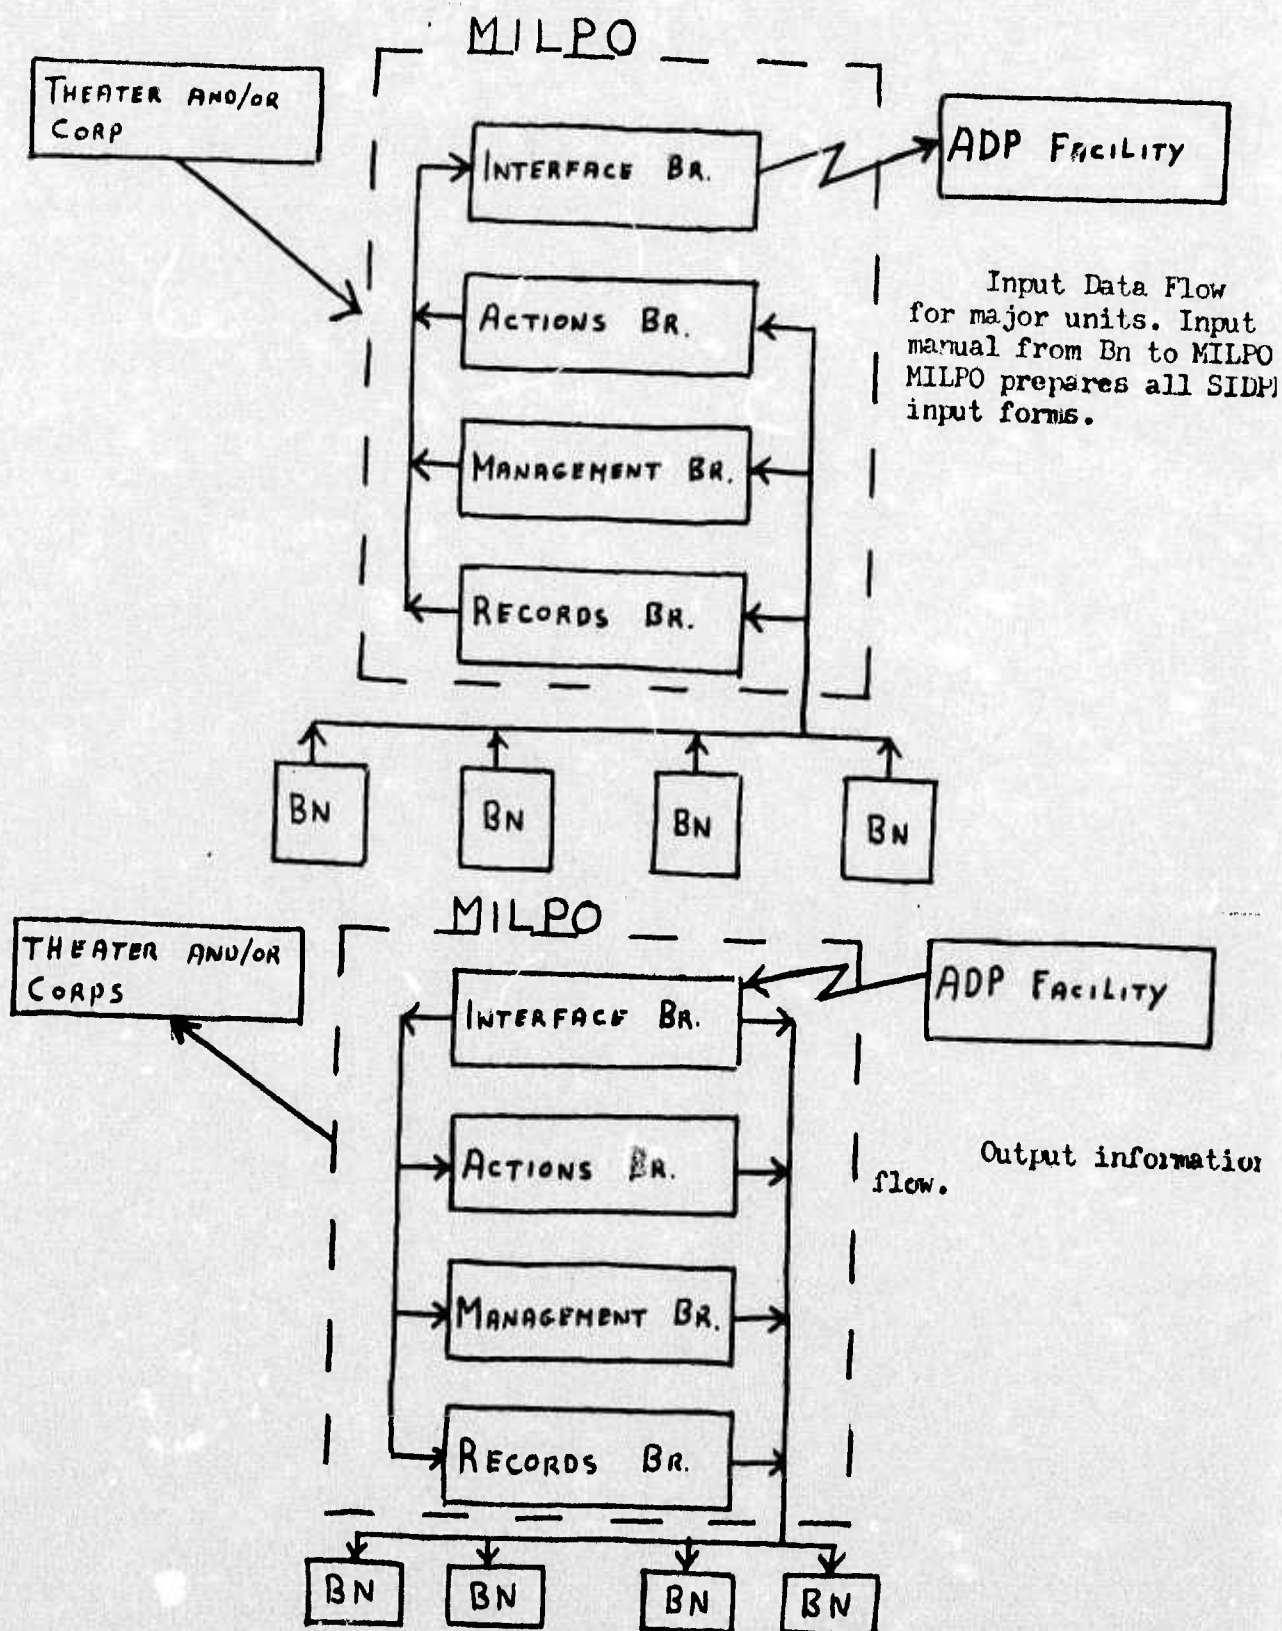 MILPO
THEATER AND/OR
CORP
INTERFACE BR.
ADP FACILITY
ACTIONS BR.
Input Data Flow
for major units. Input
manual from Bn to MILPO
MILPO prepares all SIDP
input forms.
MANAGEMENT BR.
RECORDS BR.
BN
BN
BN
BN
MILPO
THEATER AND/OR
CORPS
INTERFACE BR.
ADP FACILITY
ACTIONS BR.
Output information
flow.
MANAGEMENT BR.
RECORDS BR.
BN
BN
BN
BN